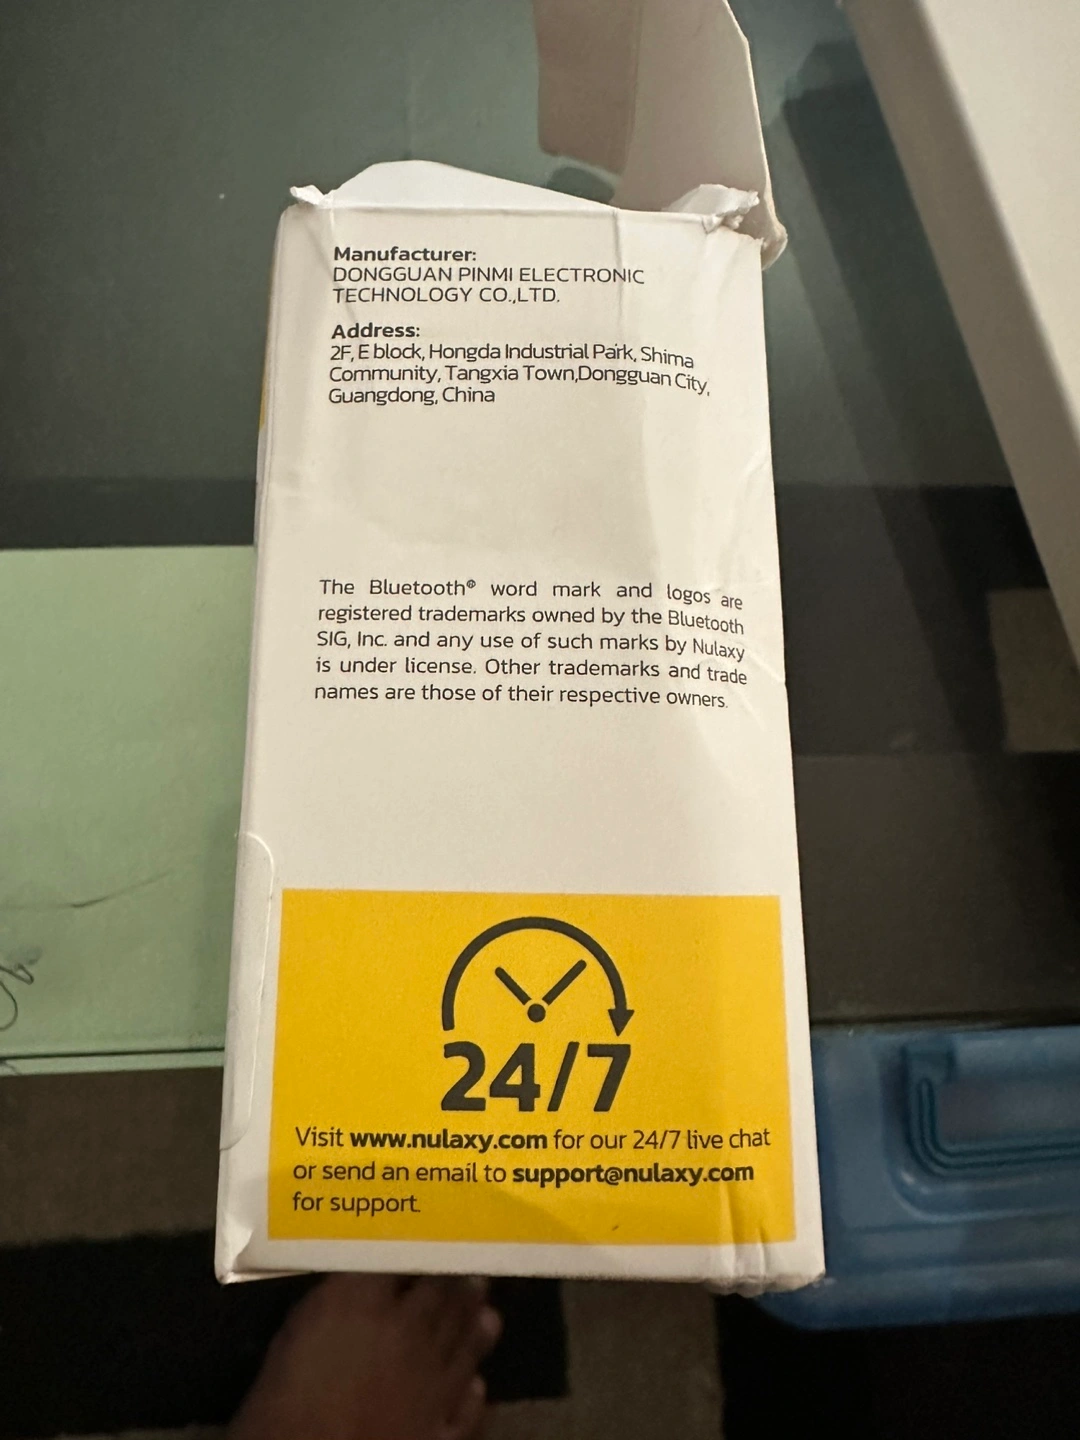 Manufacturer:
DONGGUAN PINMI ELECTRONIC
TECHNOLOGY CO.,LTD.
Address:
2F, E block, Hongda Industrial Park, Shima
Community, Tangxia Town,Dongguan City,
Guangdong, China
The Bluetooth® word mark and logos are
registered trademarks owned by the Bluetooth
SIG, Inc. and any use of such marks by Nulaxy
is under license. Other trademarks and trade
names are those of their respective owners.
24/7
Visit www.nulaxy.com for our 24/7 live chat
or send an email to support@nulaxy.com
for support.